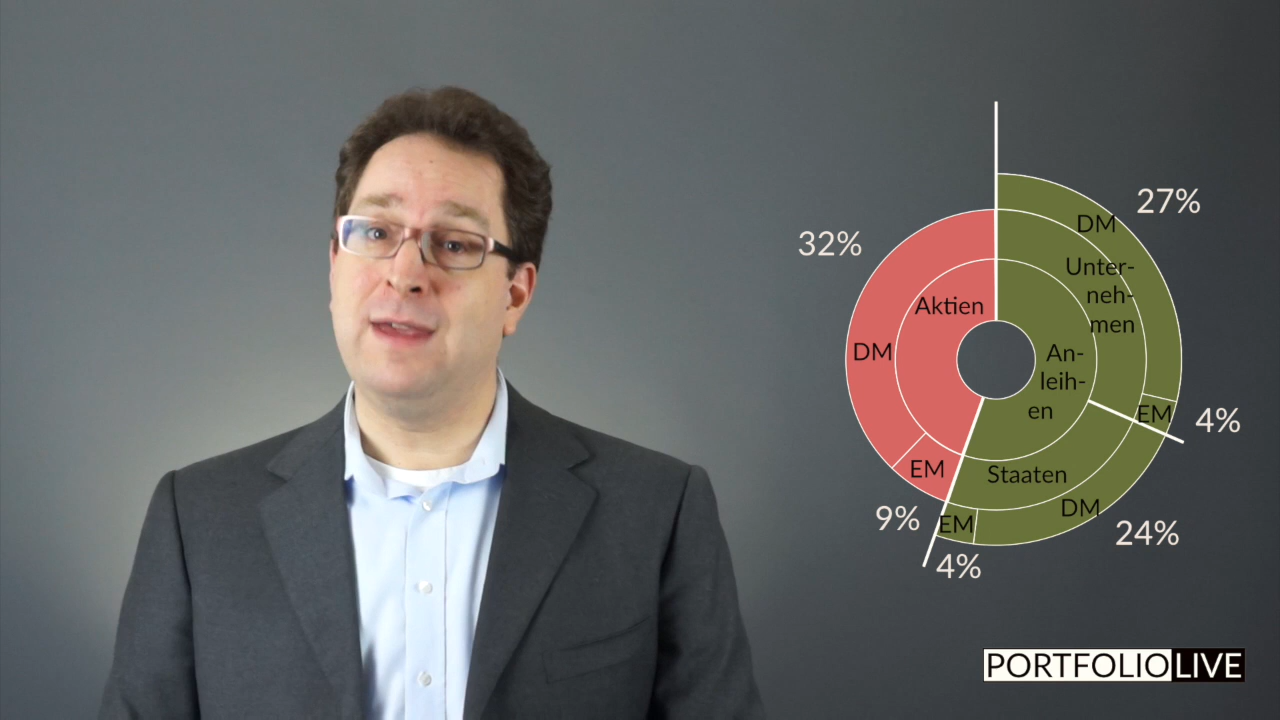 27%
DM
32%
Unter-
neh-
men
Aktien
DM
An-
leih-
en
EM
4%
EM
Staaten
DM
9%
EM
24%
4%
PORTFOLIO LIVE